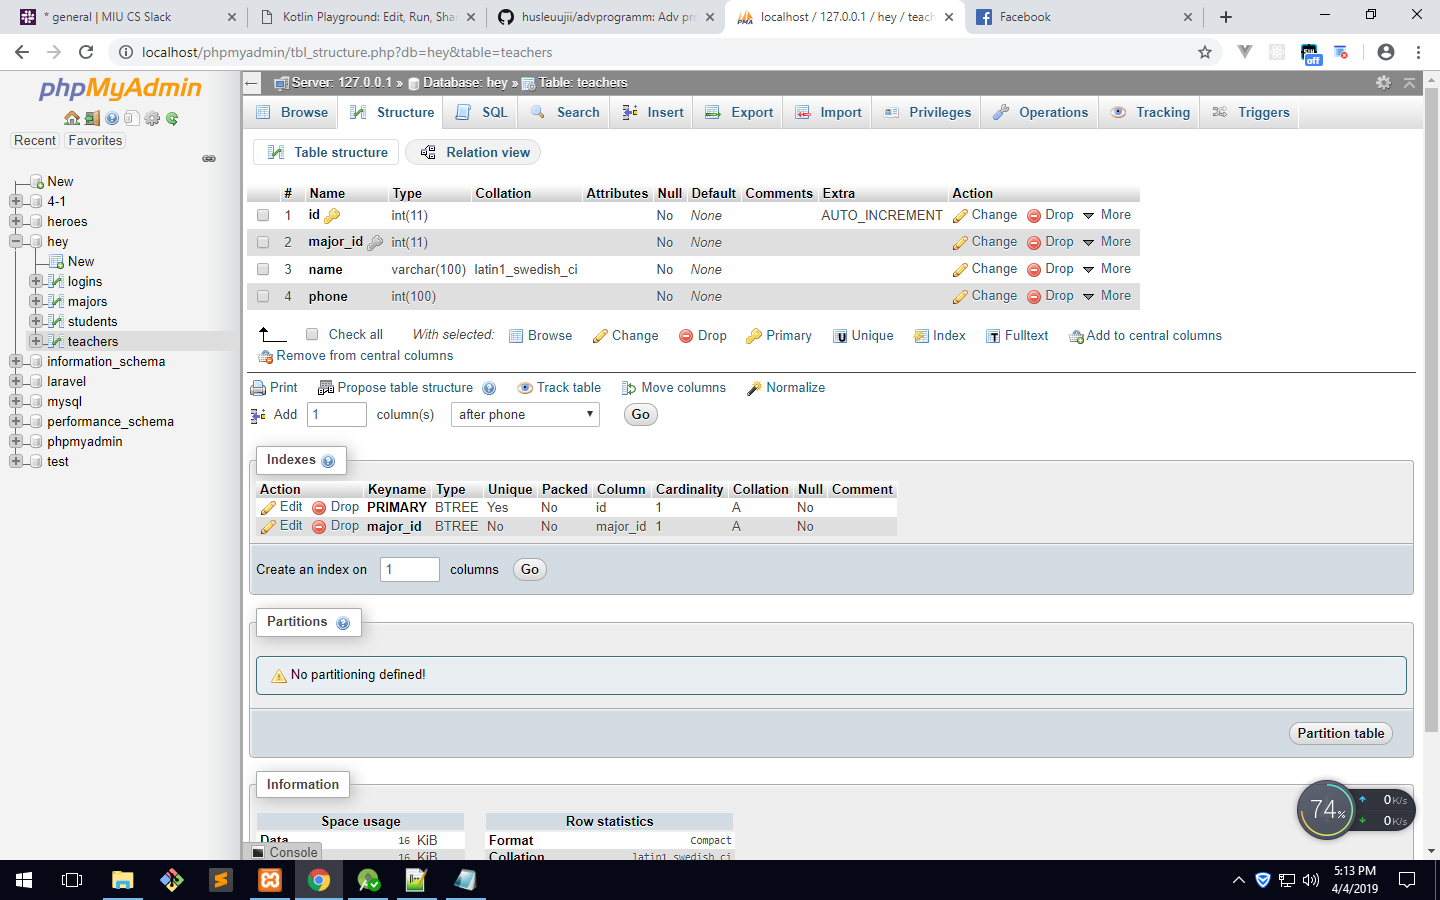 * general | MIU CS Slack
Kotlin Playground: Edit, Run, Shar
husleuujii/advprogramm: Adv pro
localhost / 127.0.0.1 / hey / teach
Facebook
localhost/phpmyadmin/tbl_structure.php?db=hey&table=teachers
off
phpMyAdmin
Recent Favorites
New
4-1
heroes
hey
New
logins
majors
students
teachers
information_schema
laravel
mysql
performance_schema
phpmyadmin
test
Server: 127.0.0.1 » Database: hey » Table: teachers
Browse Structure SQL Search Insert Export Import Privileges Operations Tracking Triggers
Table structure Relation view
# Name Type Collation Attributes Null Default Comments Extra Action
1 id int(11) No None AUTO_INCREMENT Change Drop More
2 major_id int(11) No None Change Drop More
3 name varchar(100) latin1_swedish_ci No None Change Drop More
4 phone int(100) No None Change Drop More
Check all With selected: Browse Change Drop Primary Unique Index Fulltext Add to central columns
Remove from central columns
Print Propose table structure Track table Move columns Normalize
Add 1 column(s) after phone Go
Indexes
Action Keyname Type Unique Packed Column Cardinality Collation Null Comment
Edit Drop PRIMARY BTREE Yes No id 1 A No
Edit Drop major_id BTREE No No major_id 1 A No
Create an index on 1 columns Go
Partitions
No partitioning defined!
Partition table
Information
Space usage
Data 16 KiB
16 KiB
Row statistics
Format Compact
Collation latin1_swedish_ci
Console
74%
0K/s
0K/s
5:13 PM
4/4/2019